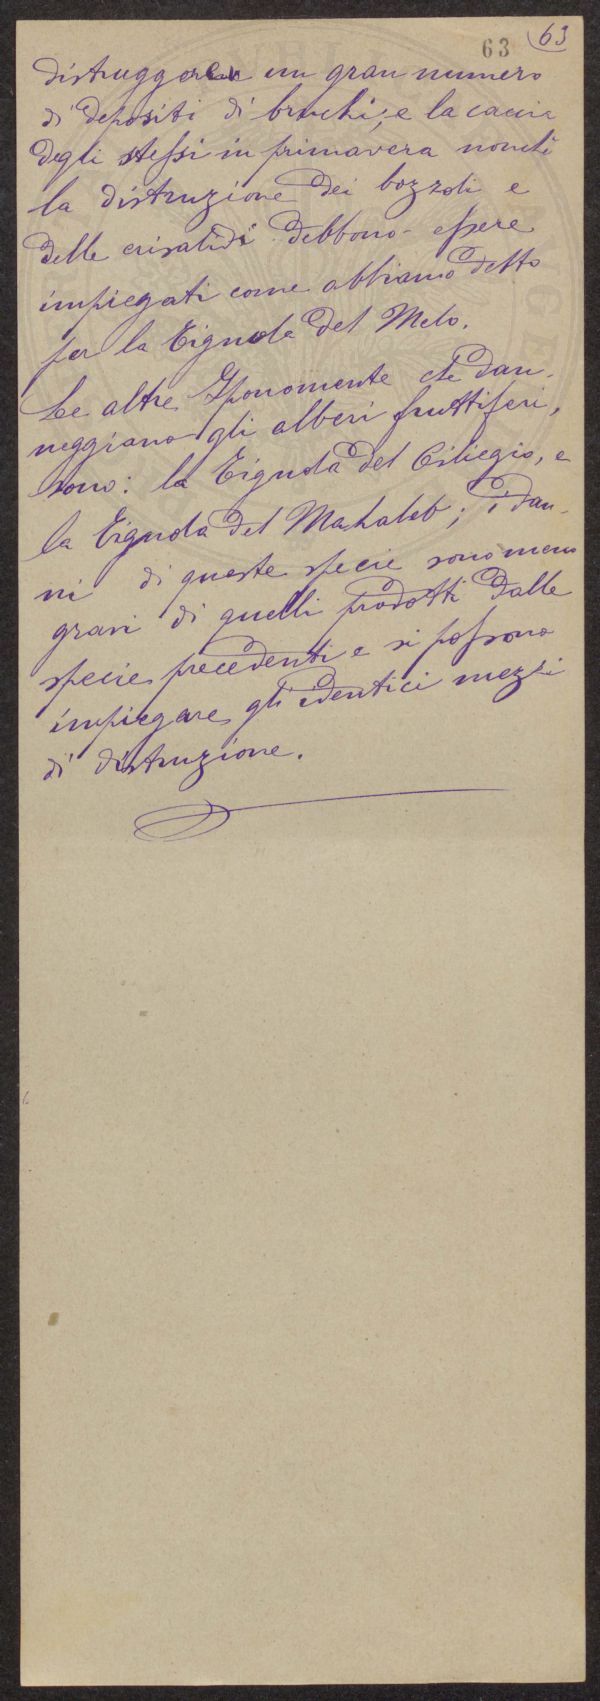 63 63
distruggere un gran numero
di depositi di bruchi, e la caccia
degli stessi in primavera nonchè
la distruzione dei bozzoli e
delle crisalidi debbono essere
impiegati come abbiamo detto
per la Tignola del Melo.
Le altre Yponomente che dan-
neggiano gli alberi fruttiferi,
sono: la Tignola del Ciliegio, e
la Tignola del Mahaleb; i dan-
ni di queste specie sono meno
gravi di quelli prodotti dalle
specie precedenti e si possono
impiegare gli identici mezzi
di distruzione.